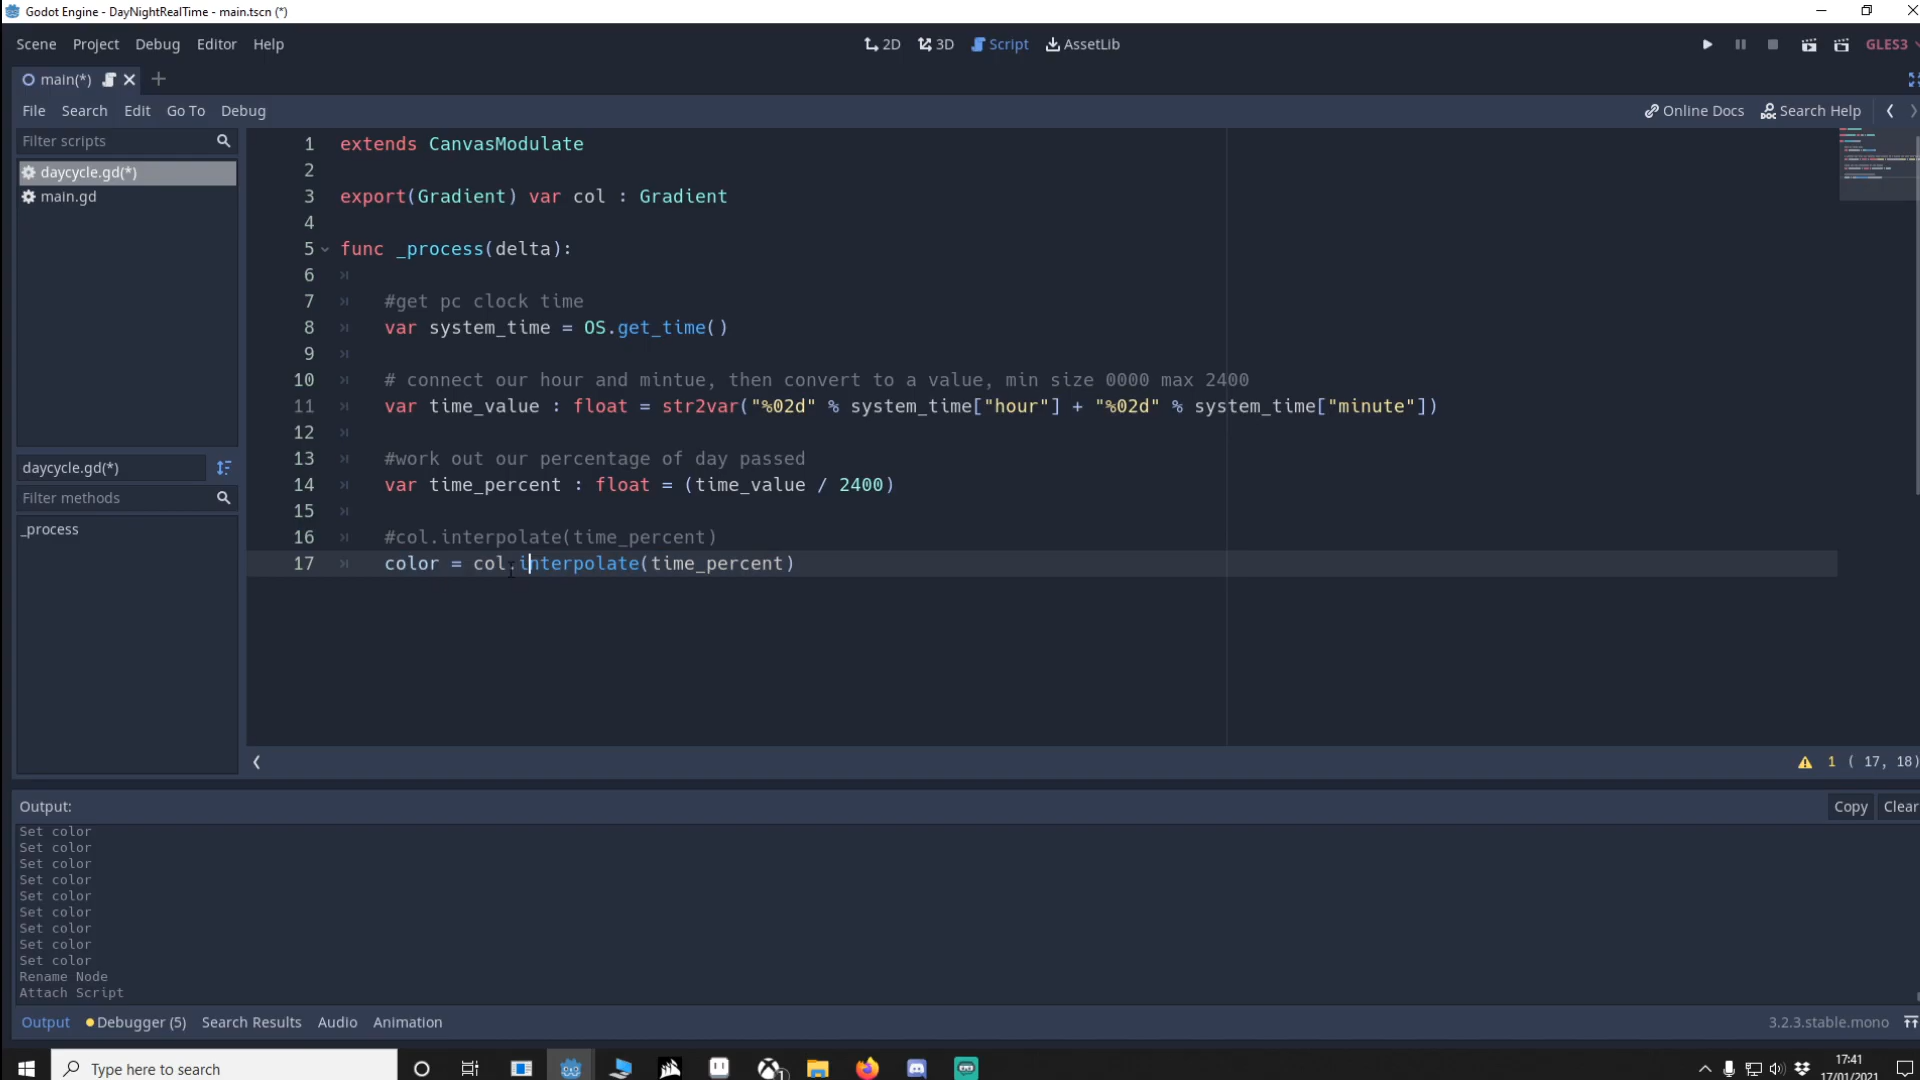 Godot Engine - DayNightRealTime - main.tscn (*)
Scene Project Debug Editor Help 2D 3D Script AssetLib GLES3
main(*)
File Search Edit Go To Debug Online Docs Search Help
Filter scripts
daycycle.gd(*)
main.gd
daycycle.gd(*)
Filter methods
_process
1 extends CanvasModulate
2
3 export(Gradient) var col : Gradient
4
5 func _process(delta):
6
7 #get pc clock time
8 var system_time = OS.get_time()
9
10 # connect our hour and mintue, then convert to a value, min size 0000 max 2400
11 var time_value : float = str2var("%02d" % system_time["hour"] + "%02d" % system_time["minute"])
12
13 #work out our percentage of day passed
14 var time_percent : float = (time_value / 2400)
15
16 #col.interpolate(time_percent)
17 color = col.interpolate(time_percent)
1 ( 17, 18)
Output: Copy Clear
Set color
Set color
Set color
Set color
Set color
Set color
Set color
Set color
Set color
Rename Node
Attach Script
Output Debugger (5) Search Results Audio Animation 3.2.3.stable.mono
Type here to search
17:41
17/01/2021